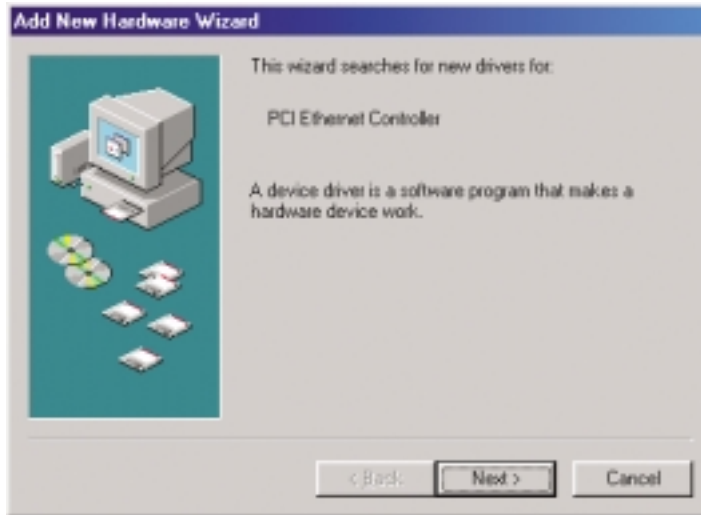 Add New Hardware Wizard
This wizard searches for new drivers for:
PCI Ethernet Controller
A device driver is a software program that makes a
hardware device work.
< Back
Next >
Cancel